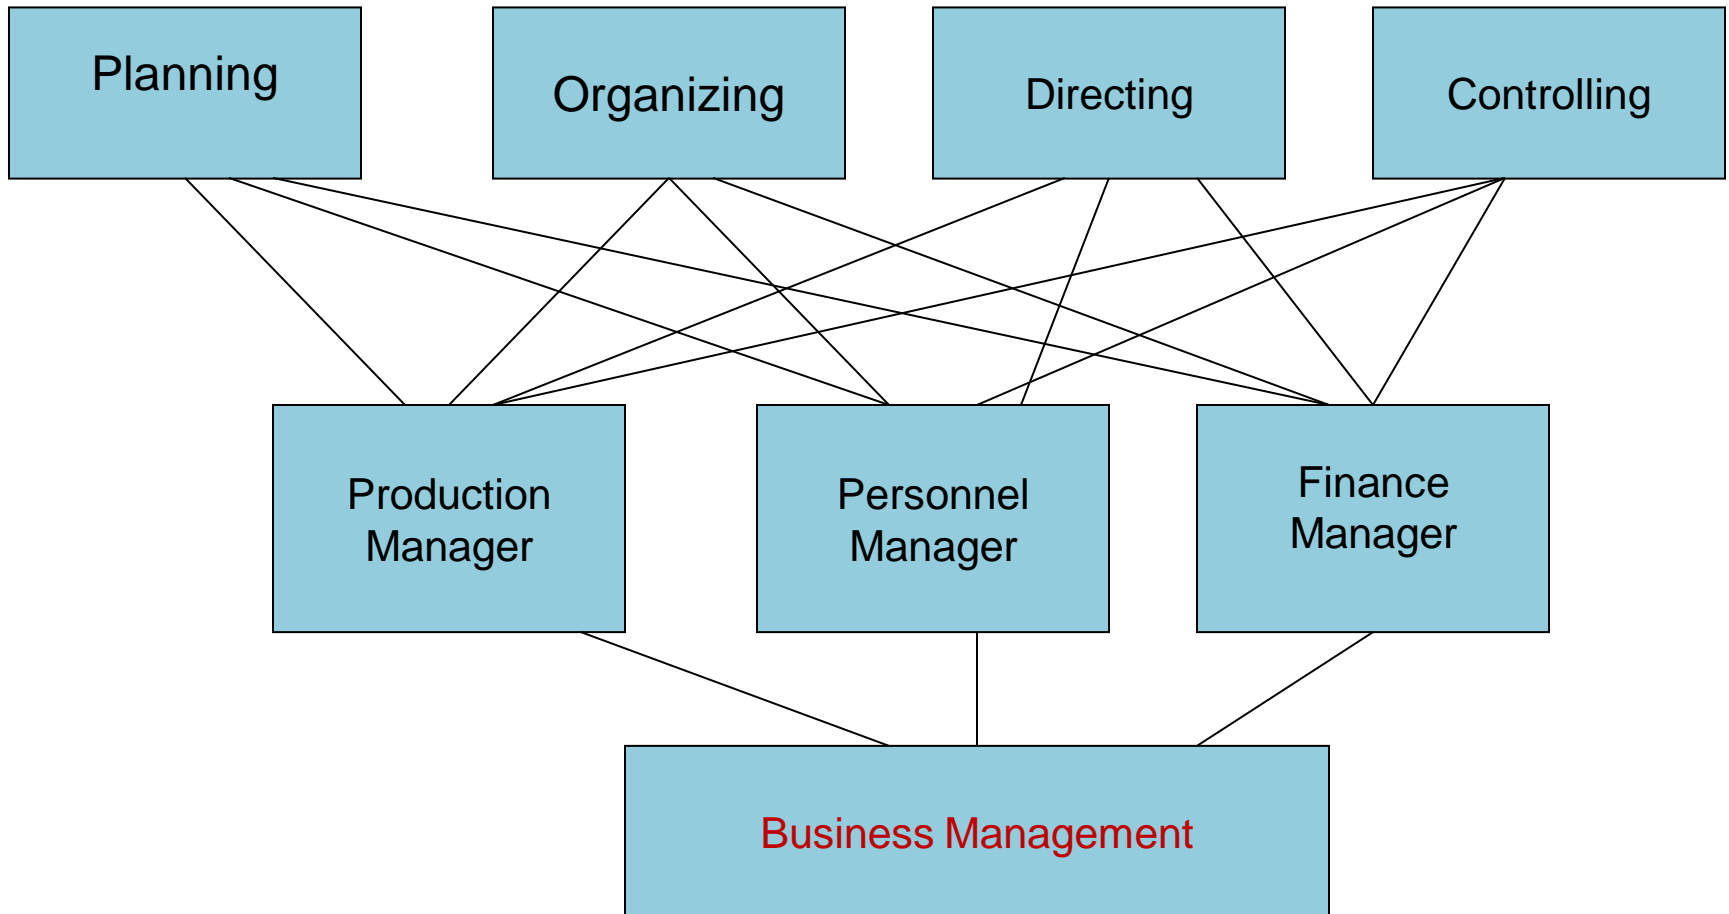 Planning
Organizing
Directing
Controlling
Production
Manager
Personnel
Manager
Finance
Manager
Business Management